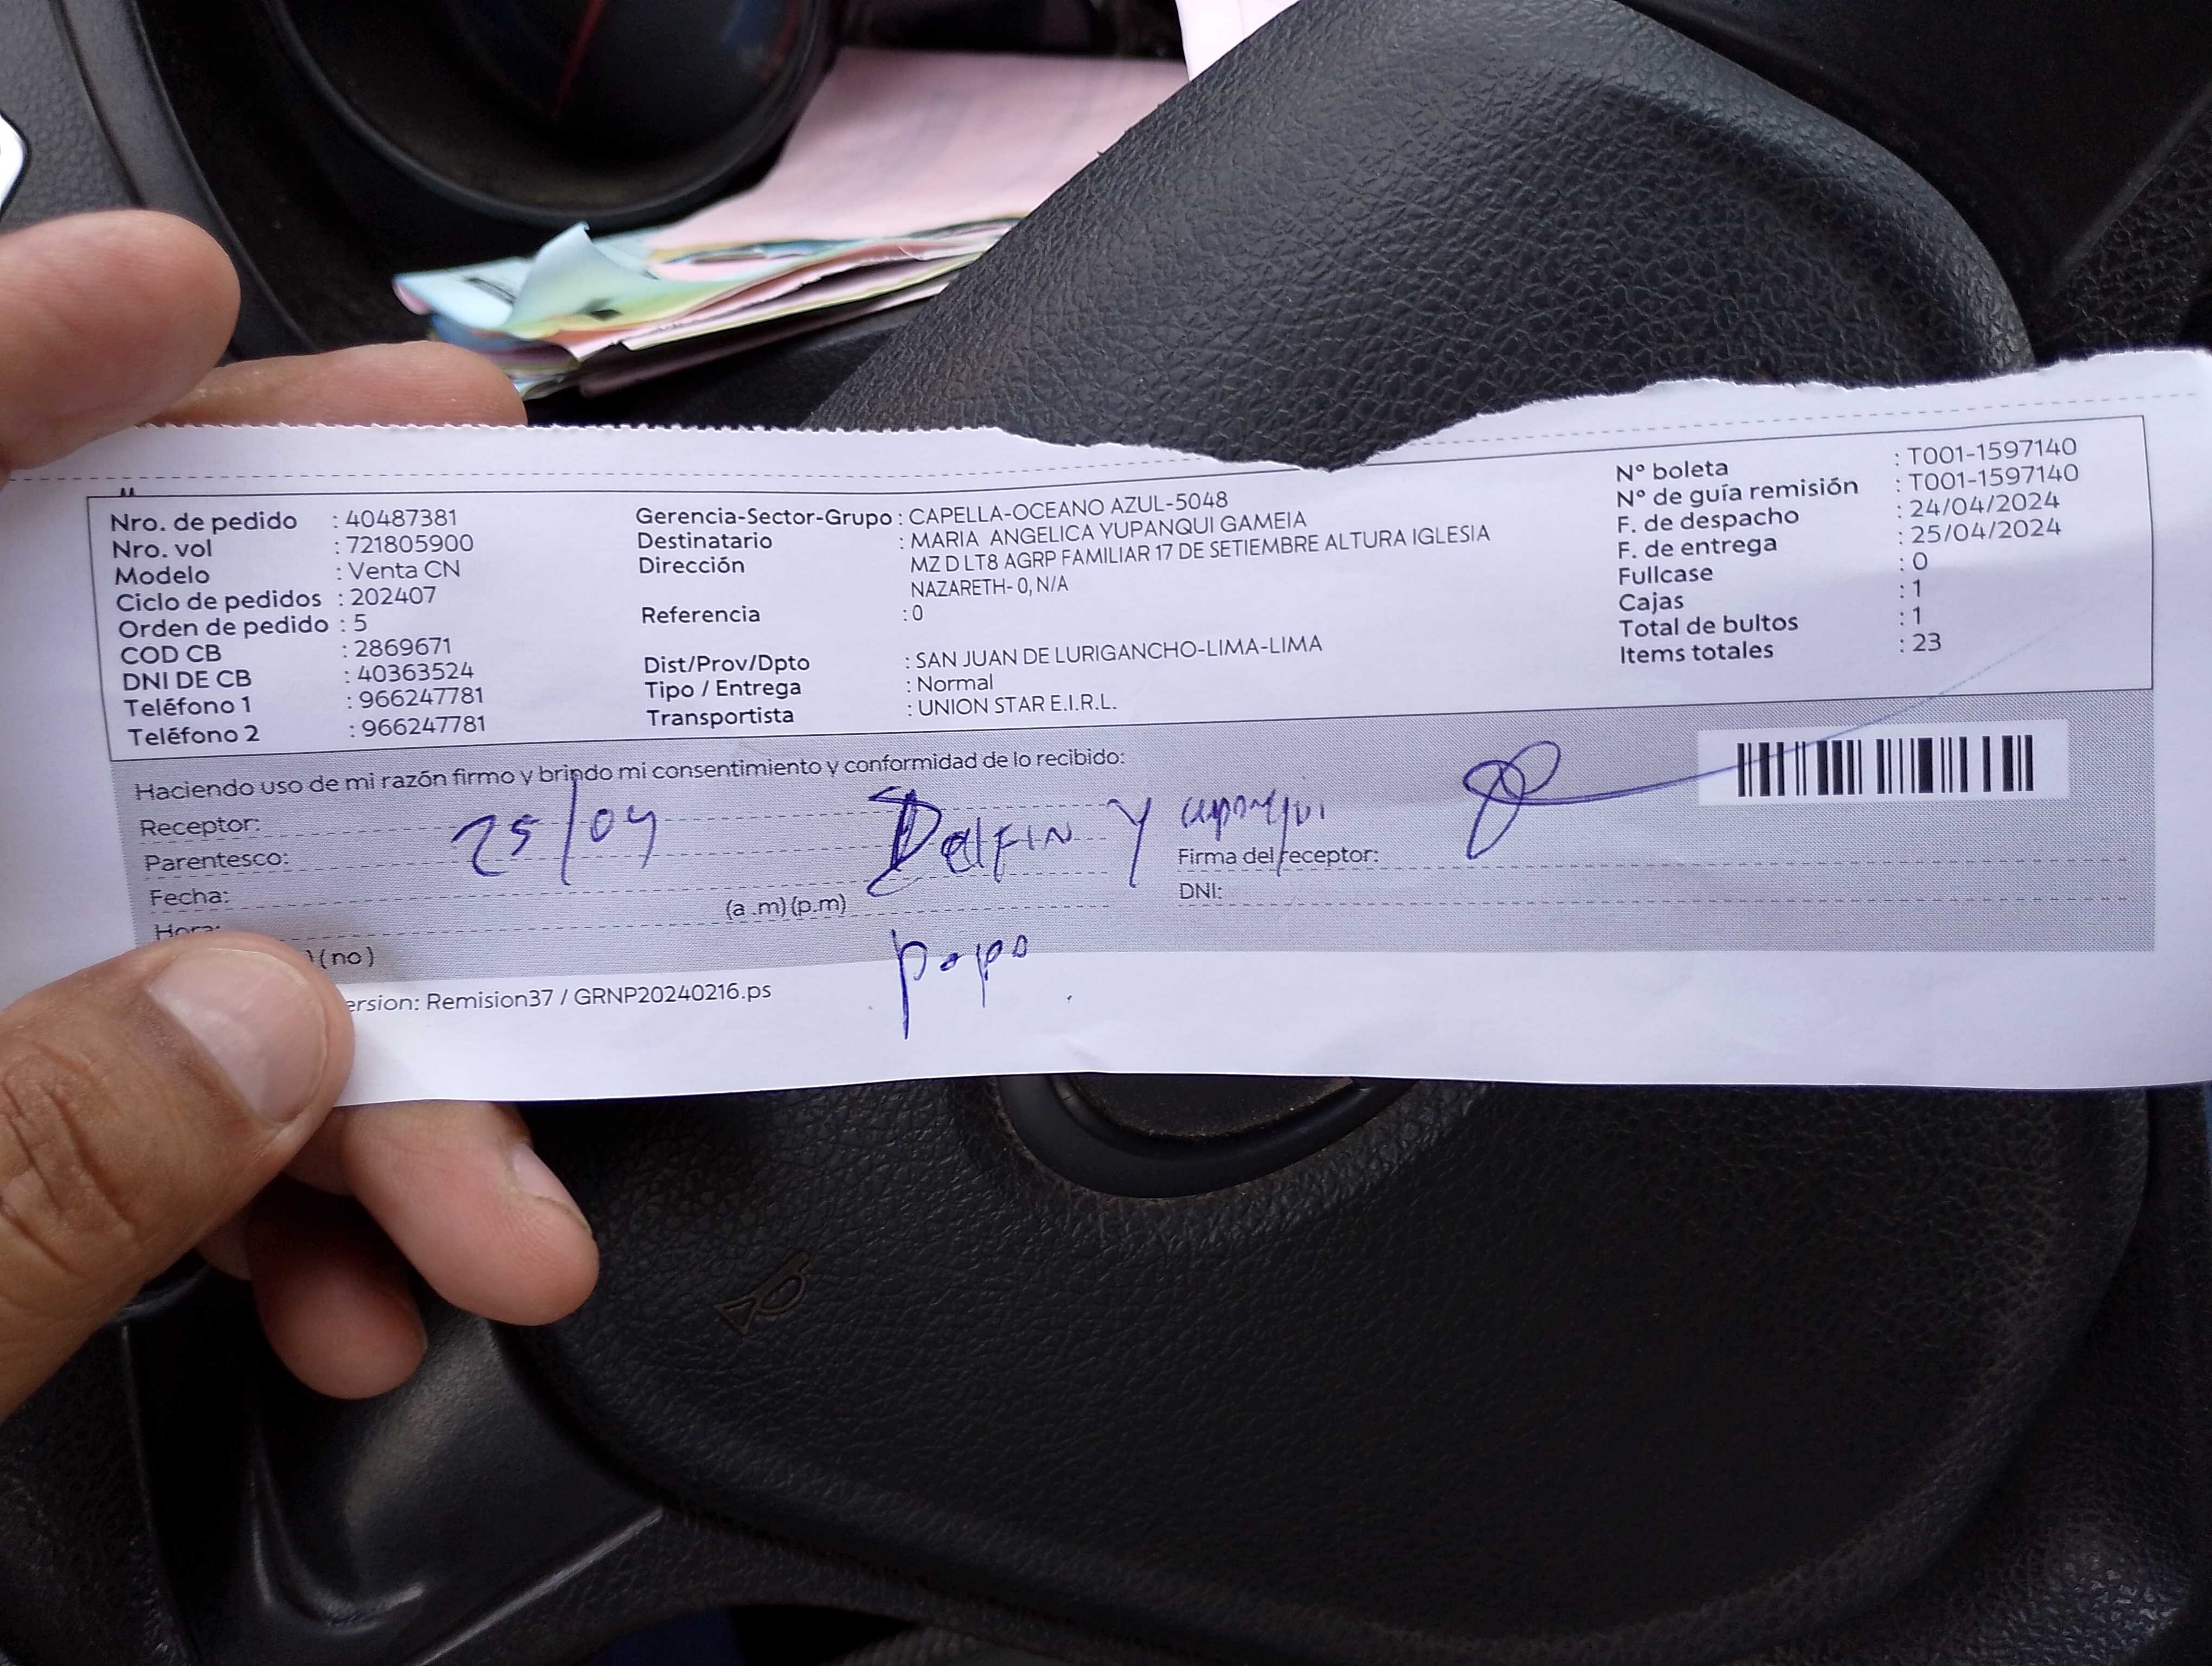 Nro. de pedido : 40487381
Nro. vol : 721805900
Modelo : Venta CN
Ciclo de pedidos : 202407
Orden de pedido : 5
COD CB : 2869671
DNI DE CB : 40363524
Teléfono 1 : 966247781
Teléfono 2 : 966247781
Gerencia-Sector-Grupo : CAPELLA-OCEANO AZUL-5048
Destinatario : MARIA ANGELICA YUPANQUI GAMEIA
Dirección MZ D LT8 AGRP FAMILIAR 17 DE SETIEMBRE ALTURA IGLESIA
NAZARETH- 0, N/A
Referencia : 0
Dist/Prov/Dpto : SAN JUAN DE LURIGANCHO-LIMA-LIMA
Tipo / Entrega : Normal
Transportista : UNION STAR E.I.R.L.
N° boleta : T001-1597140
N° de guía remisión : T001-1597140
F. de despacho : 24/04/2024
F. de entrega : 25/04/2024
Fullcase : 0
Cajas : 1
Total de bultos : 1
Items totales : 23
Haciendo uso de mi razón firmo y brindo mi consentimiento y conformidad de lo recibido:
Receptor:
Parentesco:
Fecha:
Hora:
25/04
Delfin Yupanqui
papa
(a .m) (p.m)
Firma del receptor:
DNI:
) (no)
ersion: Remision37 / GRNP20240216.ps